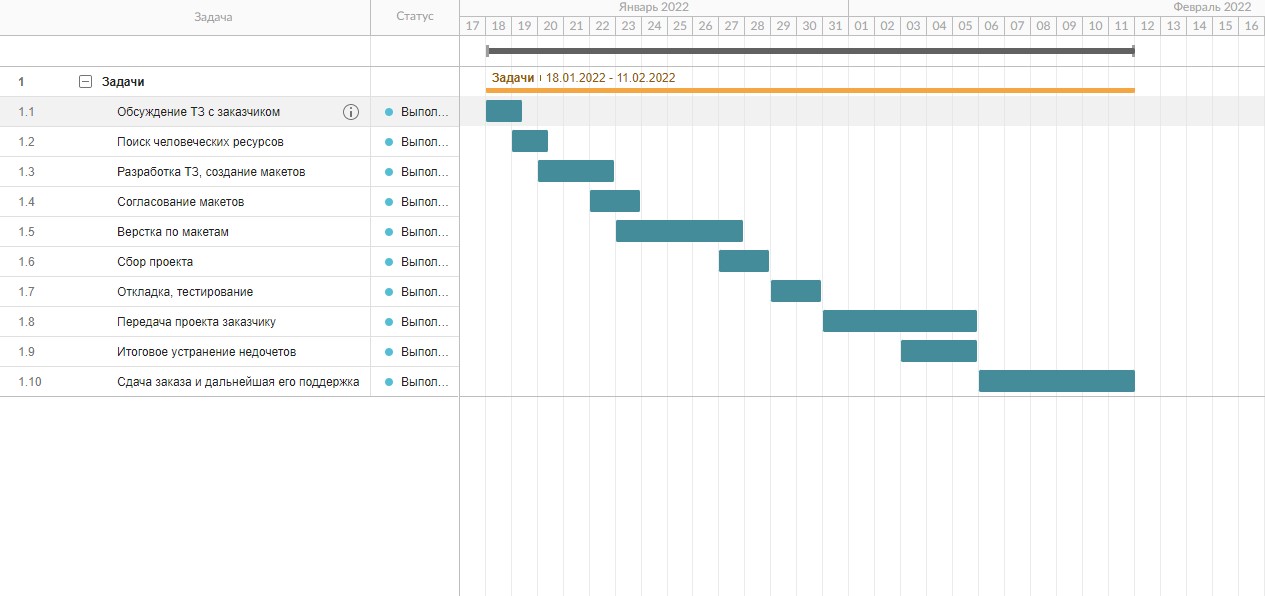 Задача Статус Январь 2022 Февраль 2022
17 18 19 20 21 22 23 24 25 26 27 28 29 30 31 01 02 03 04 05 06 07 08 09 10 11 12 13 14 15 16
1 Задачи Задачи 18.01.2022 - 11.02.2022
1.1 Обсуждение ТЗ с заказчиком Выпол...
1.2 Поиск человеческих ресурсов Выпол...
1.3 Разработка ТЗ, создание макетов Выпол...
1.4 Согласование макетов Выпол...
1.5 Верстка по макетам Выпол...
1.6 Сбор проекта Выпол...
1.7 Откладка, тестирование Выпол...
1.8 Передача проекта заказчику Выпол...
1.9 Итоговое устранение недочетов Выпол...
1.10 Сдача заказа и дальнейшая его поддержка Выпол...